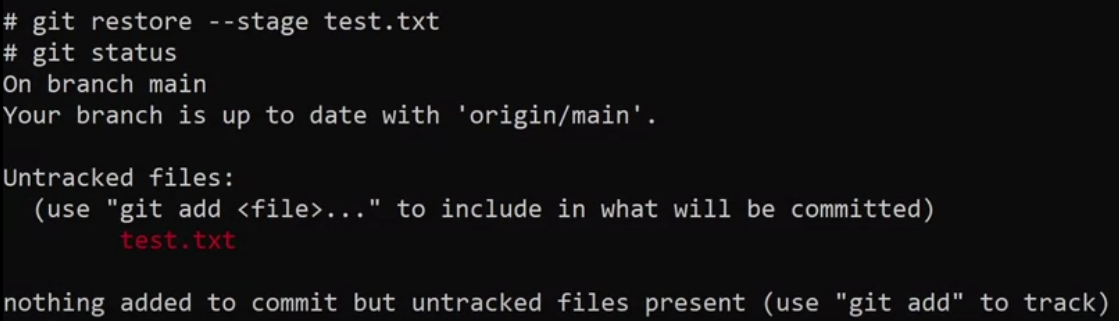 # git restore --stage test.txt
# git status
On branch main
Your branch is up to date with 'origin/main'.
Untracked files:
(use "git add <file>..." to include in what will be committed)
test.txt
nothing added to commit but untracked files present (use "git add" to track)